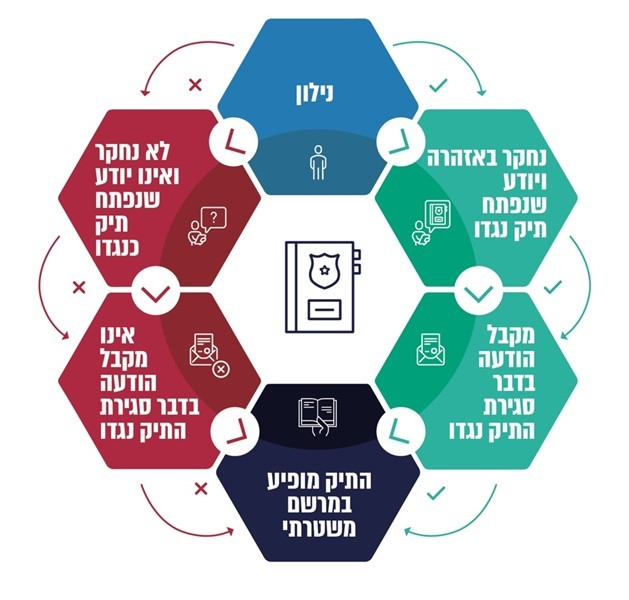 נילון
נחקר באזהרה
ויודע
שנפתח
תיק נגדו
לא נחקר
ואינו יודע
שנפתח
תיק
כנגדו
?
מקבל
הודעה
בדבר
סגירת
התיק נגדו
אינו
מקבל
הודעה
בדבר סגירת
התיק נגדו
התיק מופיע
במרשם
משטרתי